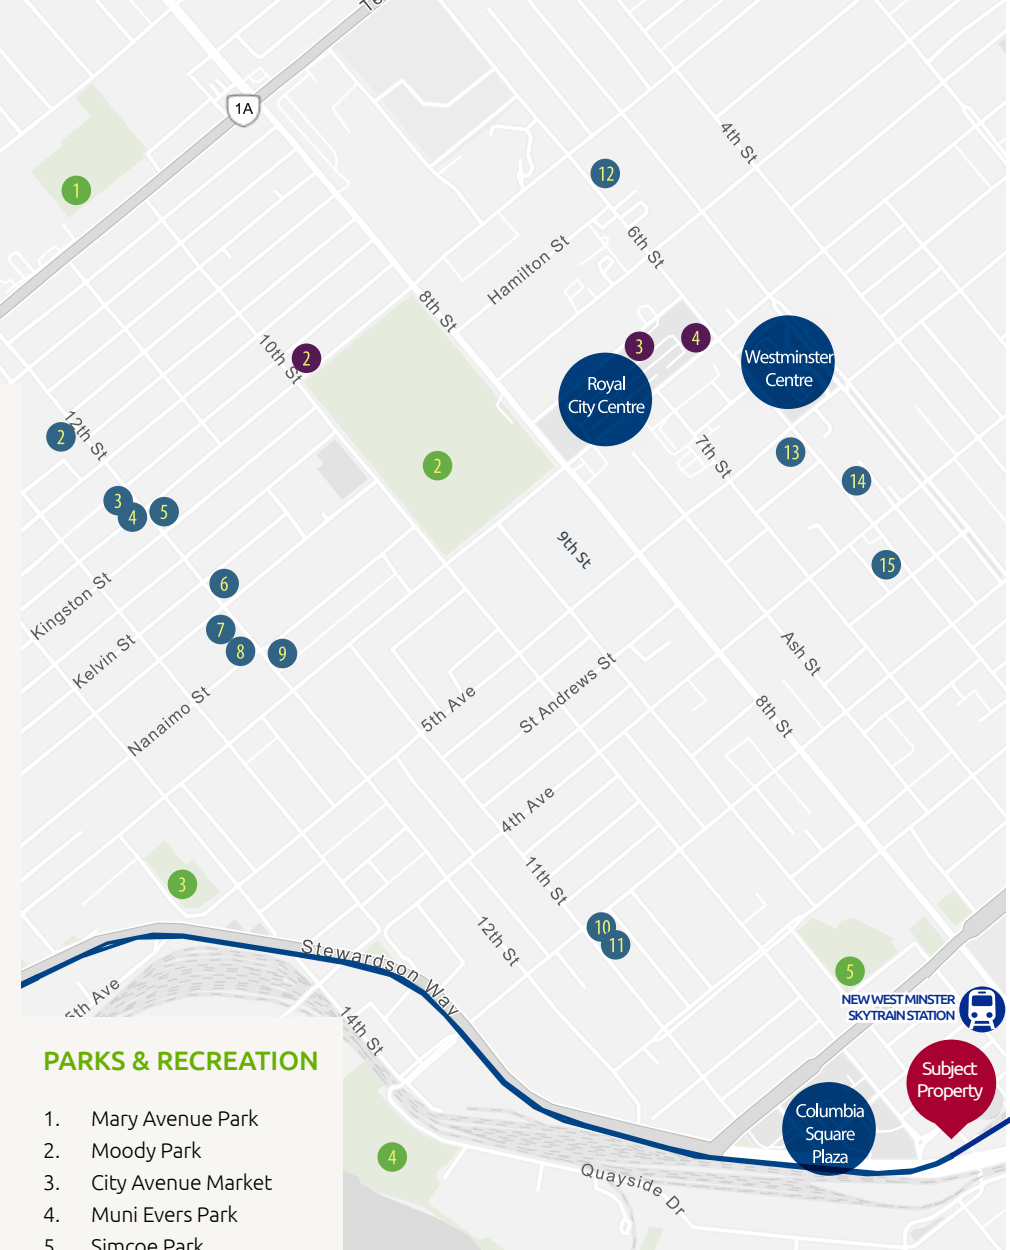 1A
1
4th St
12
6th St
Hamilton St
8th St
10th St
2
3
4
Westminster
Centre
Royal
City Centre
12th St
2
2
7th St
13
14
3
4
5
9th St
15
Kingston St
6
7
8
9
Kelvin St
Ash St
Nanaimo St
5th Ave
St Andrews St
8th St
4th Ave
11th St
3
12th St
10
11
5
Stewardson Way
5th Ave
14th St
NEW WEST MINSTER
SKYTRAIN STATION
Subject
Property
Columbia
Square
Plaza
4
Quayside Dr
PARKS & RECREATION
1. Mary Avenue Park
2. Moody Park
3. City Avenue Market
4. Muni Evers Park
5. Simcoe Park